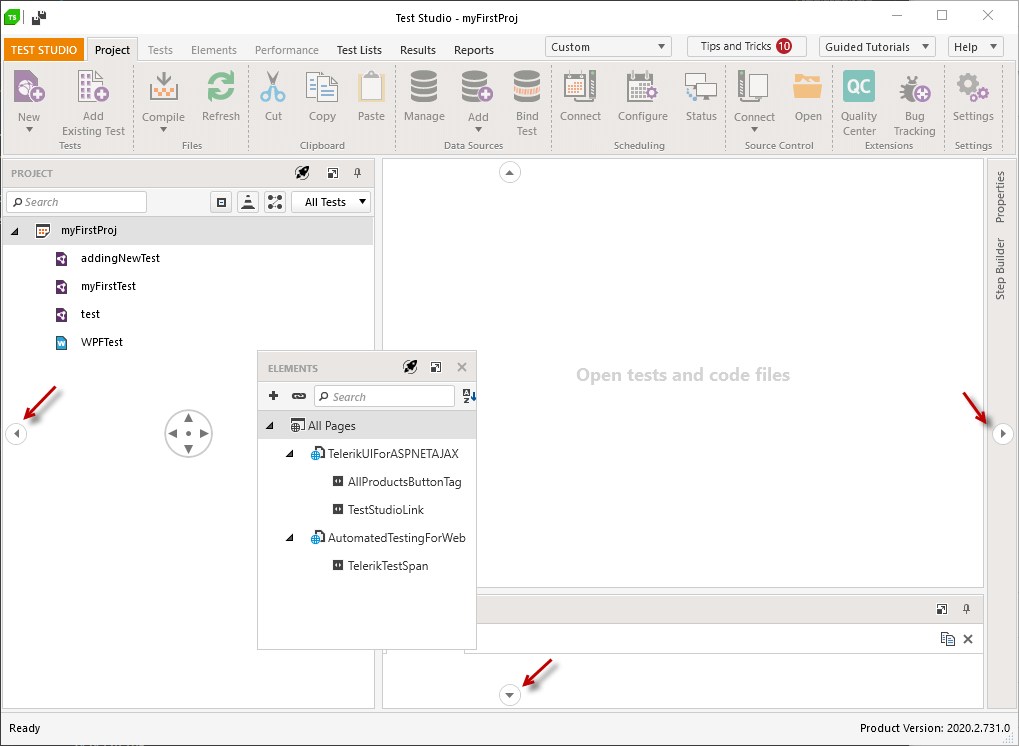 TS
Test Studio - myFirstProj
TEST STUDIO Project Tests Elements Performance Test Lists Results Reports Custom Tips and Tricks 10 Guided Tutorials Help
New Add Existing Test Compile Refresh Cut Copy Paste Manage Add Bind Test Connect Configure Status Connect Open QC Quality Center Bug Tracking Settings
Tests Files Clipboard Data Sources Scheduling Source Control Extensions Settings
PROJECT
Search All Tests
myFirstProj
addingNewTest
myFirstTest
test
WPFTest
ELEMENTS
Search AZ
All Pages
TelerikUIForASPNETAJAX
AllProductsButtonTag
TestStudioLink
AutomatedTestingForWeb
TelerikTestSpan
Open tests and code files
Properties
Step Builder
Ready Product Version: 2020.2.731.0